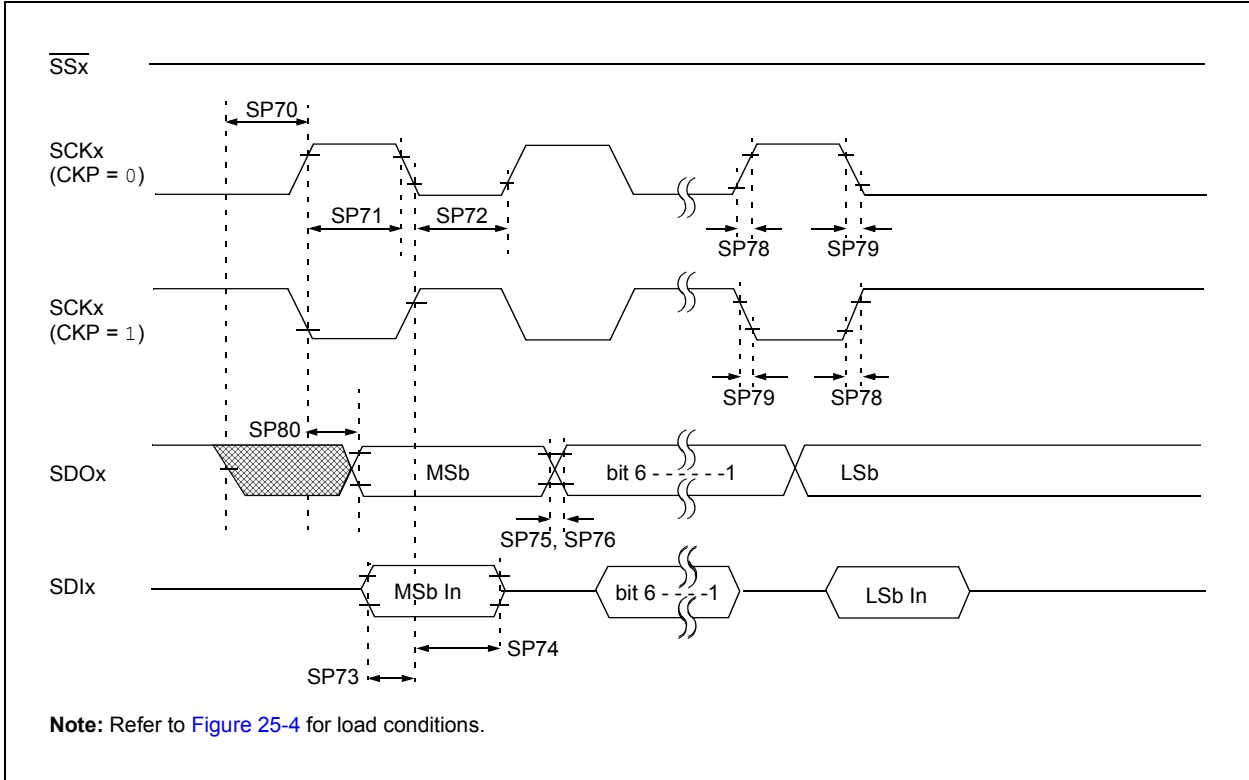 SSx
SP70
SCKx
(CKP = 0)
SP71
SP72
SP78
SP79
SCKx
(CKP = 1)
SP79
SP78
SP80
SDOx
MSb
bit 6 - - - - - - -1
LSb
SP75, SP76
SDIx
MSb In
bit 6 - - - - -1
LSb In
SP74
SP73
Note: Refer to Figure 25-4 for load conditions.